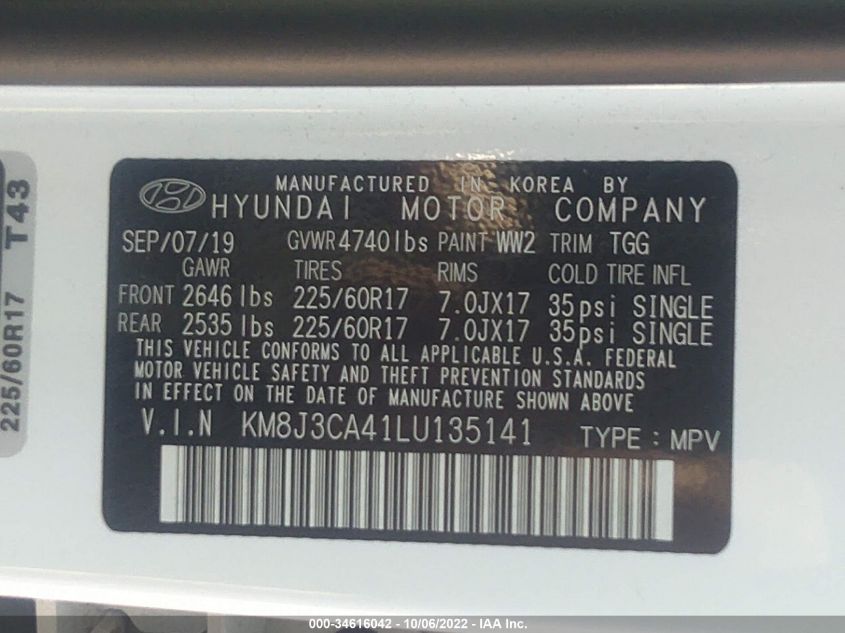 MANUFACTURED IN KOREA BY
HYUNDAI MOTOR COMPANY
SEP/07/19 GVWR 4740 lbs PAINT WW2 TRIM TGG
GAWR TIRES RIMS COLD TIRE INFL
FRONT 2646 lbs 225/60R17 7.0JX17 35psi SINGLE
REAR 2535 lbs 225/60R17 7.0JX17 35psi SINGLE
THIS VEHICLE CONFORMS TO ALL APPLICABLE U.S.A. FEDERAL
MOTOR VEHICLE SAFETY AND THEFT PREVENTION STANDARDS
IN EFFECT ON THE DATE OF MANUFACTURE SHOWN ABOVE
V.I.N KM8J3CA41LU135141 TYPE : MPV
225/60R17 T43
000-34616042 - 10/06/2022 - IAA Inc.